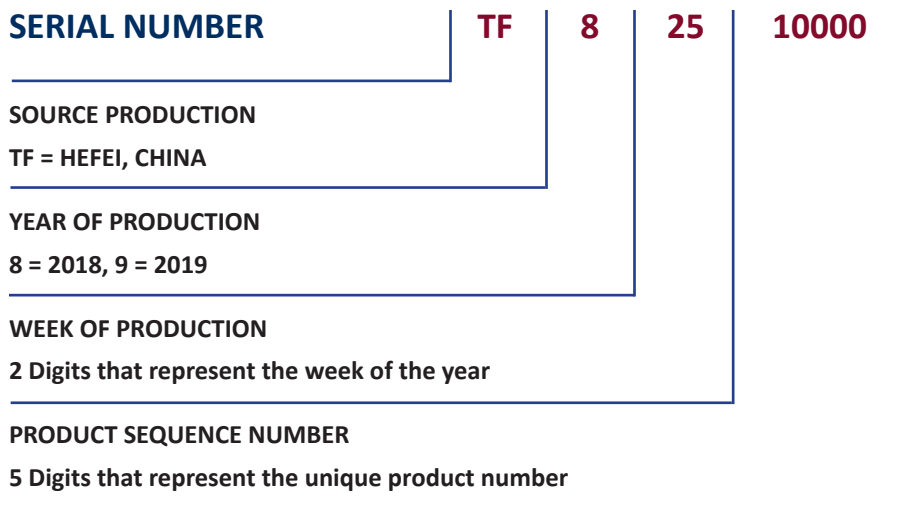 SERIAL NUMBER TF 8 25 10000
SOURCE PRODUCTION
TF = HEFEI, CHINA
YEAR OF PRODUCTION
8 = 2018, 9 = 2019
WEEK OF PRODUCTION
2 Digits that represent the week of the year
PRODUCT SEQUENCE NUMBER
5 Digits that represent the unique product number